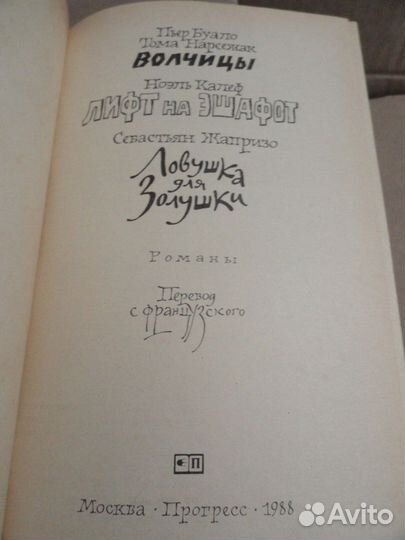 Пьер Буало
Тома Нарсежак
ВОЛЧИЦЫ
Ноэль Калеф
ЛИФТ НА ЭШАФОТ
Себастьян Жапризо
Ловушка
для
Золушки
Романы
Перевод
с французского
П
Москва · Прогресс · 1988
Avito